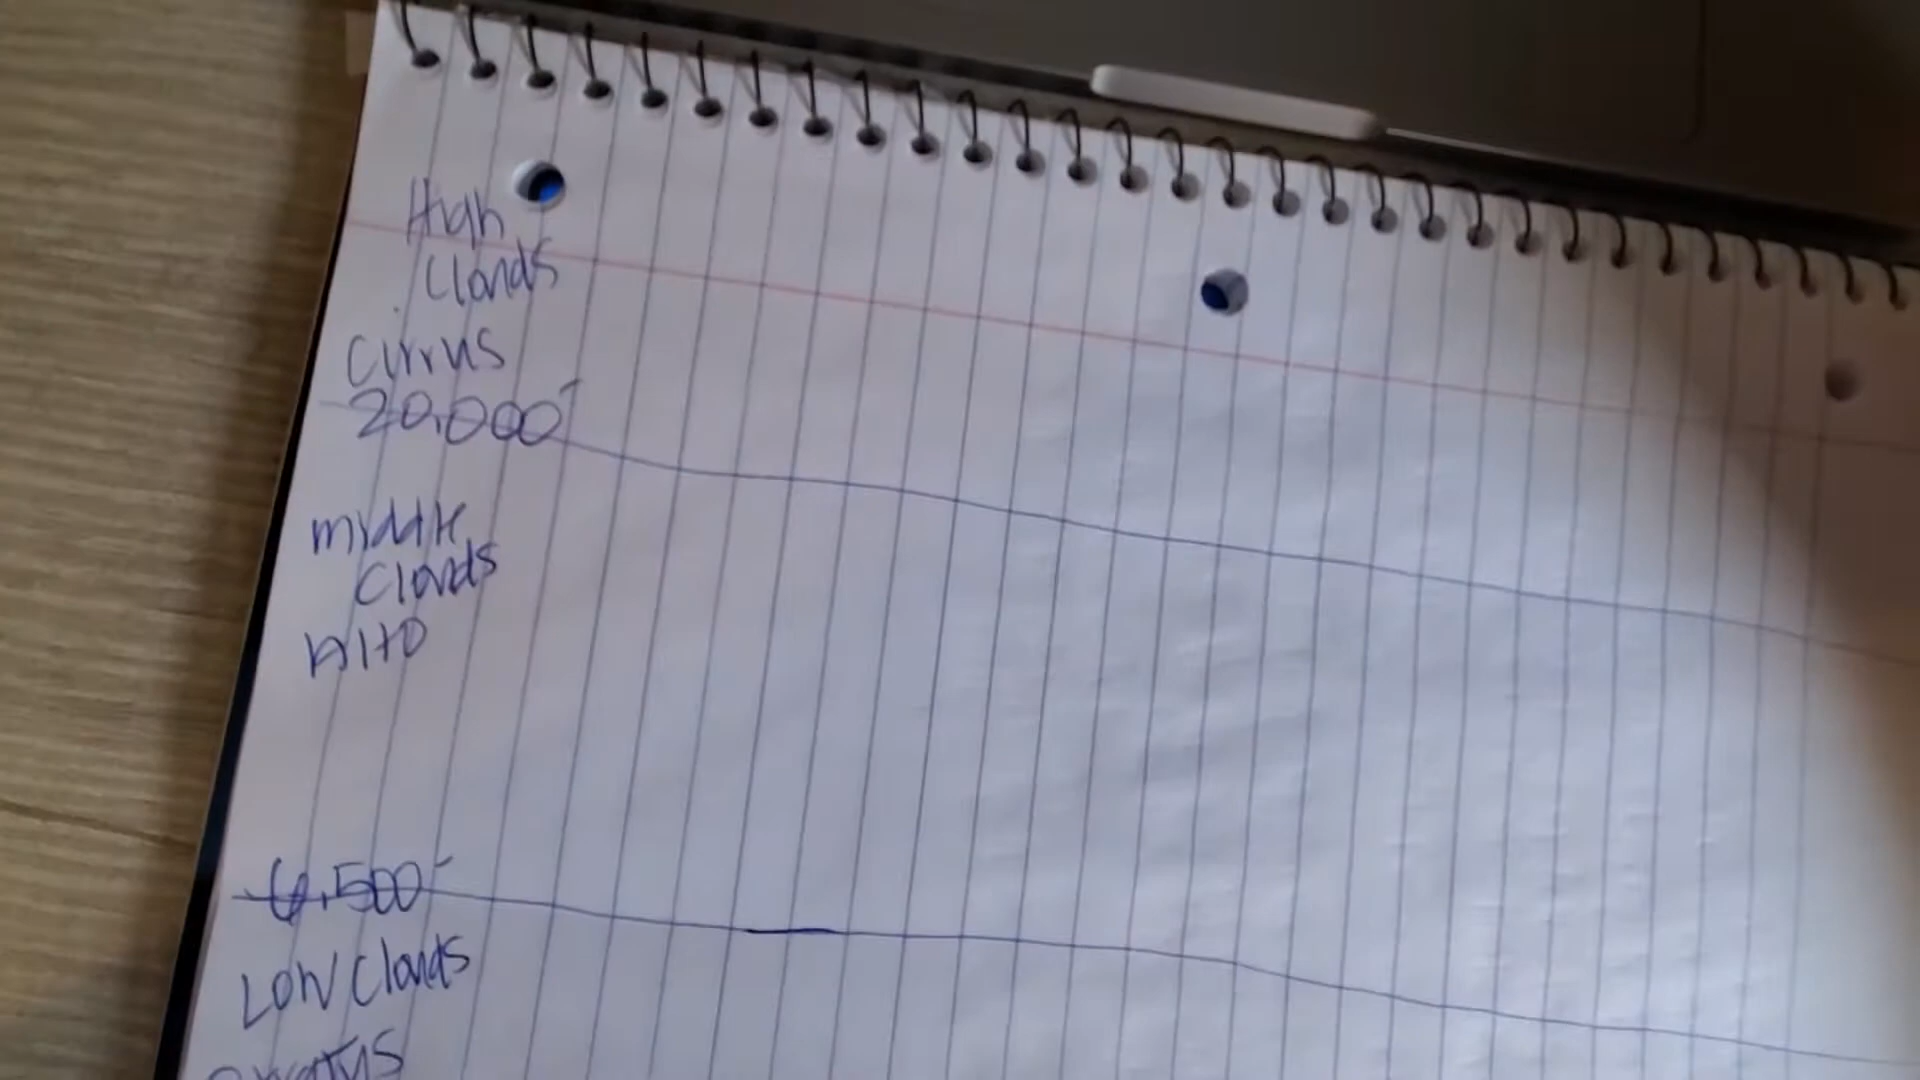 High
Clouds
Cirrus
20,000'
middle
Clouds
Alto
6,500'
Low Clouds